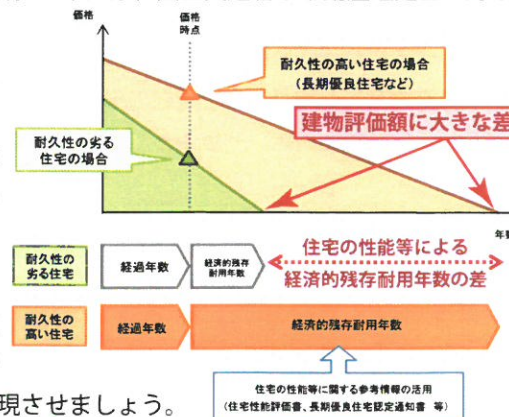 価格
価格
時点
耐久性の高い住宅の場合
（長期優良住宅など）
建物評価額に大きな差
耐久性の劣る
住宅の場合
年数
耐久性の
劣る住宅
経過年数
経済的残存
耐用年数
住宅の性能等による
経済的残存耐用年数の差
耐久性の
高い住宅
経過年数
経済的残存耐用年数
住宅の性能等に関する参考情報の活用
（住宅性能評価書、長期優良住宅認定通知書 等）
現させましょう。